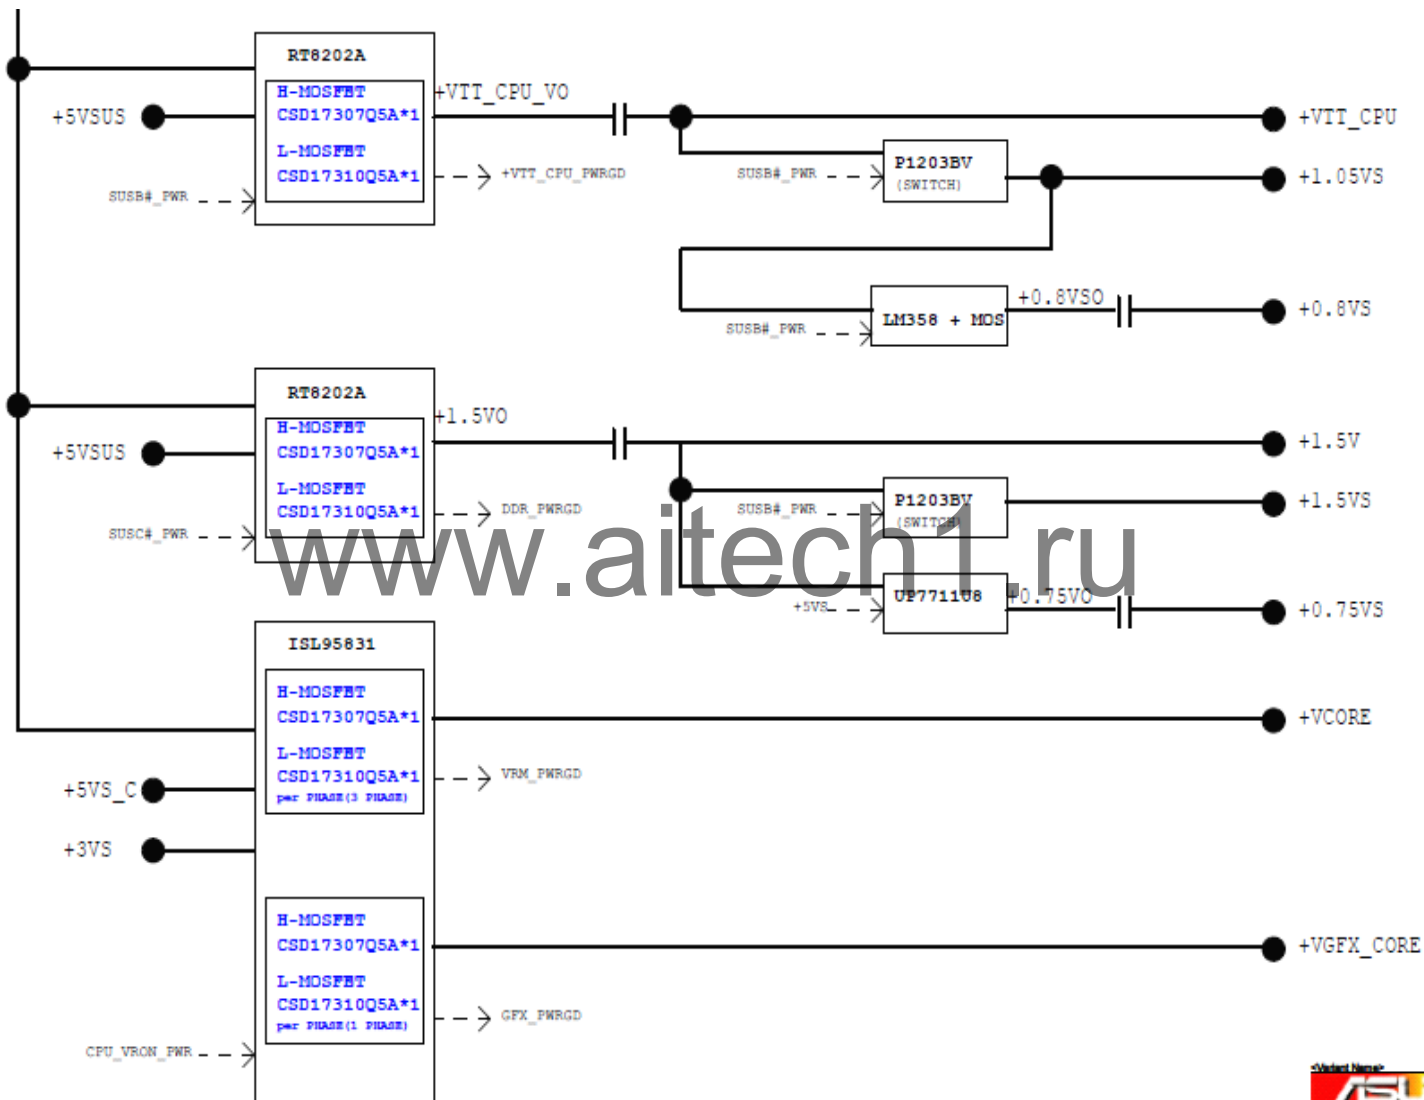 RT8202A
H-MOSFET
CSD17307Q5A*1
L-MOSFET
CSD17310Q5A*1
+5VSUS
SUSB#_PWR
+VTT_CPU_VO
+VTT_CPU_PWRGD
SUSB#_PWR
P1203BV
(SWITCH)
+VTT_CPU
+1.05VS
SUSB#_PWR
LM358 + MOS
+0.8VSO
+0.8VS
RT8202A
H-MOSFET
CSD17307Q5A*1
L-MOSFET
CSD17310Q5A*1
+5VSUS
SUSC#_PWR
+1.5VO
DDR_PWRGD
+1.5V
SUSB#_PWR
P1203BV
(SWITCH)
+1.5VS
www.aitech1.ru
+5VS
UP7711U8
+0.75VO
+0.75VS
ISL95831
H-MOSFET
CSD17307Q5A*1
L-MOSFET
CSD17310Q5A*1
per PHASE(3 PHASE)
+5VS_C
+3VS
VRM_PWRGD
+VCORE
H-MOSFET
CSD17307Q5A*1
L-MOSFET
CSD17310Q5A*1
per PHASE(1 PHASE)
GFX_PWRGD
+VGFX_CORE
CPU_VRON_PWR
<Variant Name>